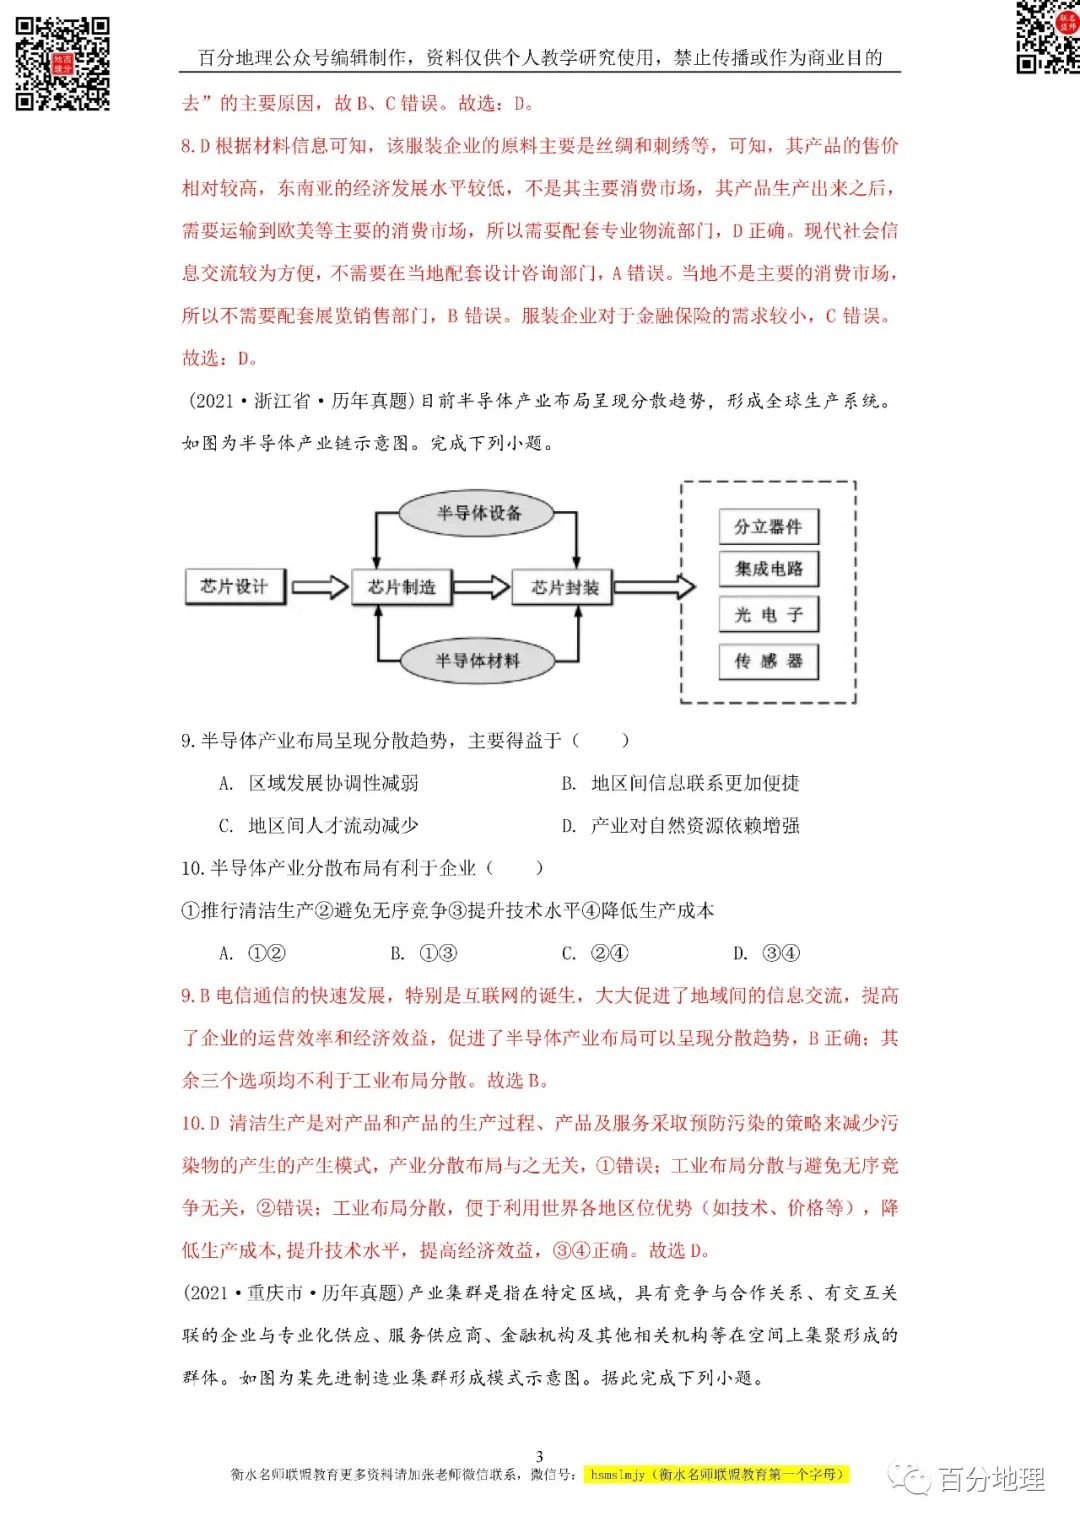 百分地理公众号编辑制作，资料仅供个人教学研究使用，禁止传播或作为商业目的
去”的主要原因，故 B、C 错误。故选：D。
8.D 根据材料信息可知，该服装企业的原料主要是丝绸和刺绣等，可知，其产品的售价
相对较高，东南亚的经济发展水平较低，不是其主要消费市场，其产品生产出来之后，
需要运输到欧美等主要的消费市场，所以需要配套专业物流部门，D 正确。现代社会信
息交流较为方便，不需要在当地配套设计咨询部门，A 错误。当地不是主要的消费市场，
所以不需要配套展览销售部门，B 错误。服装企业对于金融保险的需求较小，C 错误。
故选：D。
(2021·浙江省·历年真题)目前半导体产业布局呈现分散趋势，形成全球生产系统。
如图为半导体产业链示意图。完成下列小题。
半导体设备
芯片设计
芯片制造
芯片封装
半导体材料
分立器件
集成电路
光 电 子
传 感 器
9.半导体产业布局呈现分散趋势，主要得益于（　　）
A. 区域发展协调性减弱
B. 地区间信息联系更加便捷
C. 地区间人才流动减少
D. 产业对自然资源依赖增强
10.半导体产业分散布局有利于企业（　　）
①推行清洁生产②避免无序竞争③提升技术水平④降低生产成本
A. ①②
B. ①③
C. ②④
D. ③④
9.B 电信通信的快速发展，特别是互联网的诞生，大大促进了地域间的信息交流，提高
了企业的运营效率和经济效益，促进了半导体产业布局可以呈现分散趋势，B 正确；其
余三个选项均不利于工业布局分散。故选 B。
10.D 清洁生产是对产品和产品的生产过程、产品及服务采取预防污染的策略来减少污
染物的产生的产生模式，产业分散布局与之无关，①错误；工业布局分散与避免无序竞
争无关，②错误；工业布局分散，便于利用世界各地区位优势（如技术、价格等），降
低生产成本,提升技术水平，提高经济效益，③④正确。故选 D。
(2021·重庆市·历年真题)产业集群是指在特定区域，具有竞争与合作关系、有交互关
联的企业与专业化供应、服务供应商、金融机构及其他相关机构等在空间上集聚形成的
群体。如图为某先进制造业集群形成模式示意图。据此完成下列小题。
3
衡水名师联盟教育更多资料请加张老师微信联系，微信号： hsmslmjy（衡水名师联盟教育第一个字母）
百分地理